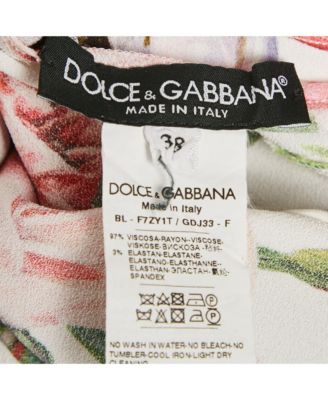 DOLCE & GABBANA®
MADE IN ITALY
38
DOLCE & GABBANA
Made in Italy
BL - F7ZY1T / GDJ33 - F
97% VISCOSA-RAYON-VISCOSE-
VISKOSE-VISCOSE-
3% ELASTAN-ELASTANE-
ELASTANO-ELASTANE-
ELASTHANNE--
ELASTHAN-ЭЛАСТАН-
SPANDEX
P
NO WASH IN WATER-NO BLEACH-NO
TUMBLER-COOL IRON-LIGHT DRY
CLEANING